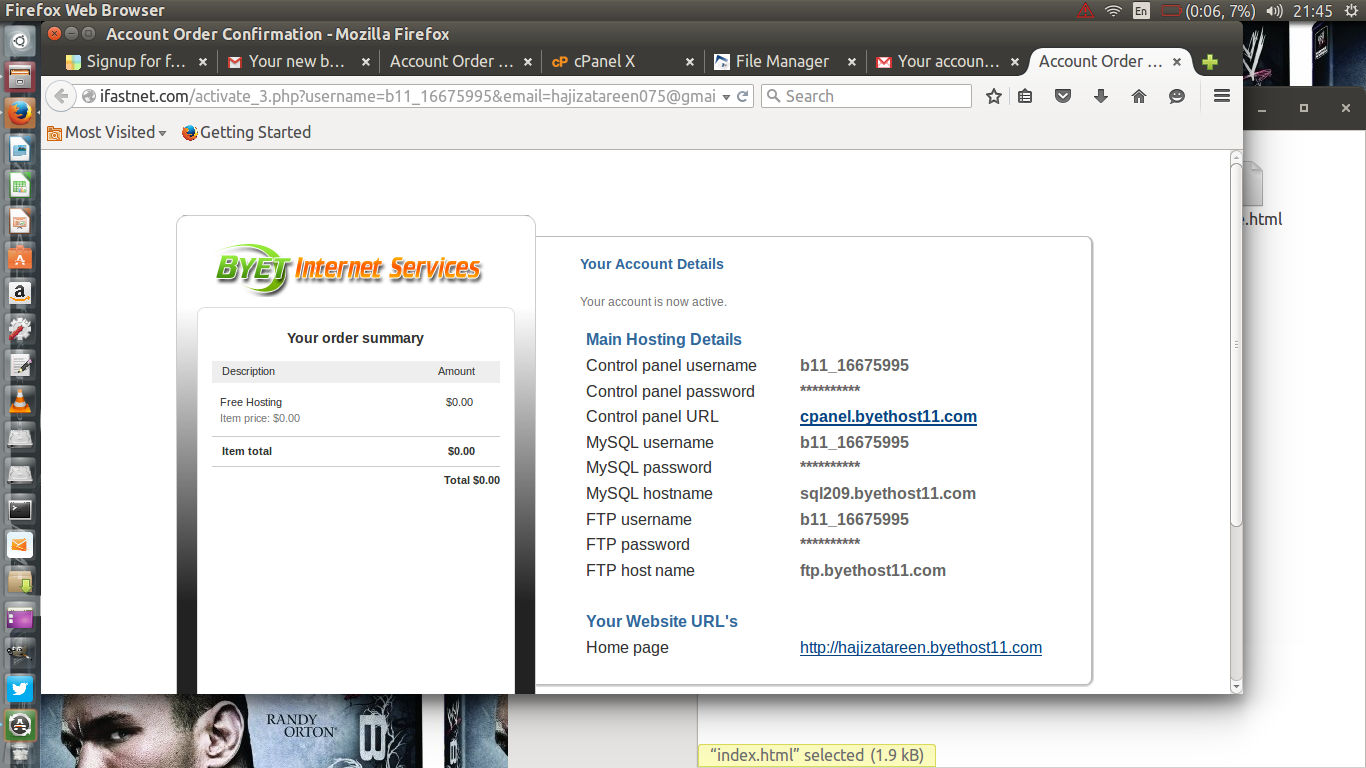 Firefox Web Browser
En
(0:06, 7%)
21:45
Account Order Confirmation - Mozilla Firefox
Signup for f...
Your new b...
Account Order ...
cP cPanel X
File Manager
Your accoun...
Account Order ...
ifastnet.com/activate_3.php?username=b11_16675995&email=hajizatareen075@gmai
Search
Most Visited
Getting Started
e.html
BYET Internet Services
Your order summary
Description Amount
Free Hosting $0.00
Item price: $0.00
Item total $0.00
Total $0.00
Your Account Details
Your account is now active.
Main Hosting Details
Control panel username b11_16675995
Control panel password **********
Control panel URL cpanel.byethost11.com
MySQL username b11_16675995
MySQL password **********
MySQL hostname sql209.byethost11.com
FTP username b11_16675995
FTP password **********
FTP host name ftp.byethost11.com
Your Website URL's
Home page http://hajizatareen.byethost11.com
RANDY
ORTON
"index.html" selected (1.9 kB)